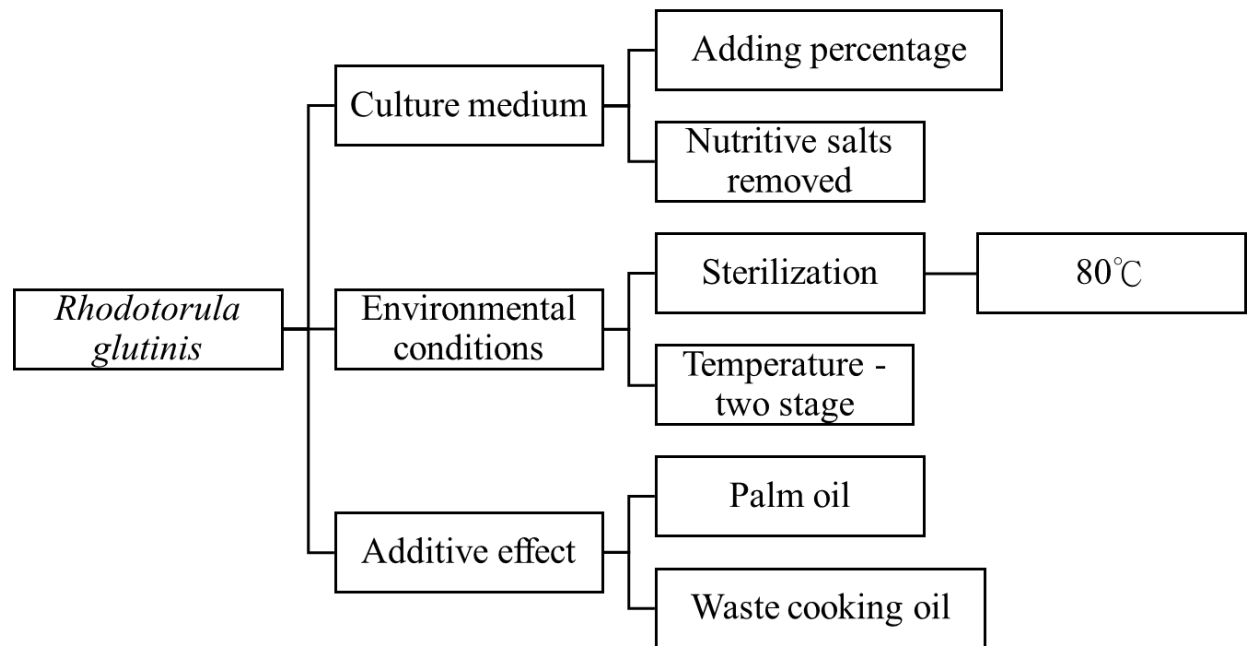 Rhodotorula
glutinis
Culture medium
Adding percentage
Nutritive salts
removed
Environmental
conditions
Sterilization
80℃
Temperature -
two stage
Additive effect
Palm oil
Waste cooking oil